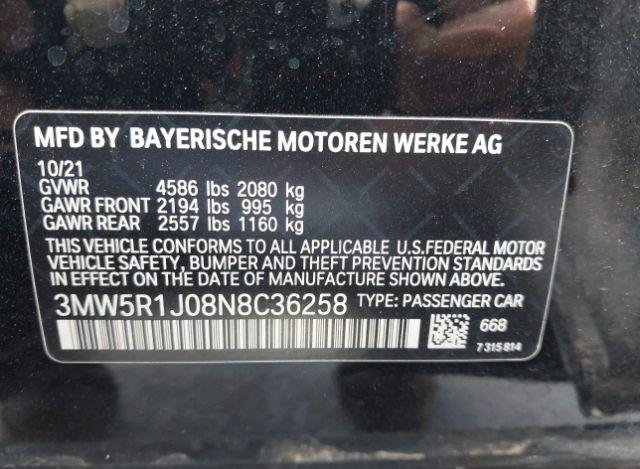 MFD BY BAYERISCHE MOTOREN WERKE AG
10/21
GVWR 4586 lbs 2080 kg
GAWR FRONT 2194 lbs 995 kg
GAWR REAR 2557 lbs 1160 kg
THIS VEHICLE CONFORMS TO ALL APPLICABLE U.S.FEDERAL MOTOR
VEHICLE SAFETY, BUMPER AND THEFT PREVENTION STANDARDS
IN EFFECT ON THE DATE OF MANUFACTURE SHOWN ABOVE.
3MW5R1J08N8C36258 TYPE: PASSENGER CAR
668
7 315 814